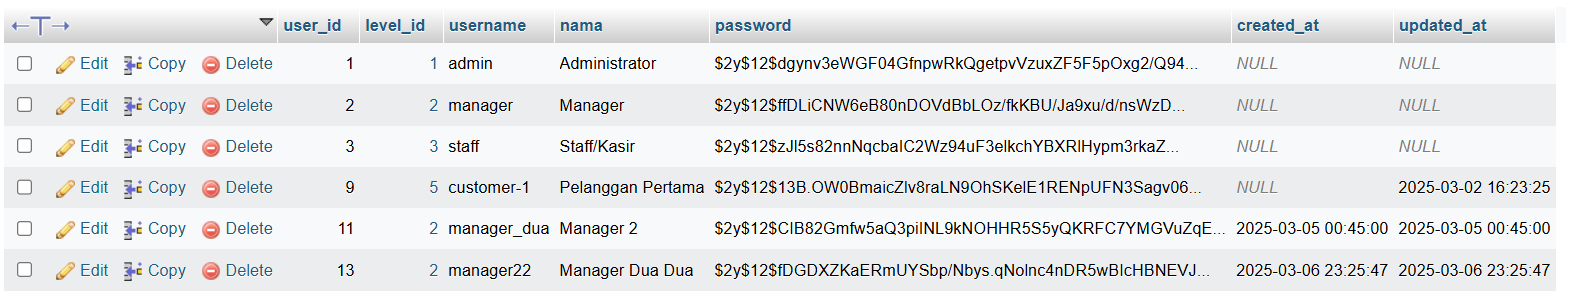 user_id level_id username nama password created_at updated_at
Edit Copy Delete 1 1 admin Administrator $2y$12$dgynv3eWGF04GfnpwRkQgetpvVzuxZF5F5pOxg2/Q94... NULL NULL
Edit Copy Delete 2 2 manager Manager $2y$12$ffDLiCNW6eB80nDOVdBbLOz/fkKBU/Ja9xu/d/nsWzD... NULL NULL
Edit Copy Delete 3 3 staff Staff/Kasir $2y$12$zJl5s82nnNqcbaIC2Wz94uF3elkchYBXRlHypm3rkaZ... NULL NULL
Edit Copy Delete 9 5 customer-1 Pelanggan Pertama $2y$12$13B.OW0BmaicZlv8raLN9OhSKelE1RENpUFN3Sagv06... NULL 2025-03-02 16:23:25
Edit Copy Delete 11 2 manager_dua Manager 2 $2y$12$CIB82Gmfw5aQ3pilNL9kNOHHR5S5yQKRFC7YMGVuZqE... 2025-03-05 00:45:00 2025-03-05 00:45:00
Edit Copy Delete 13 2 manager22 Manager Dua Dua $2y$12$fDGDXZKaERmUYSbp/Nbys.qNolnc4nDR5wBlcHBNEVJ... 2025-03-06 23:25:47 2025-03-06 23:25:47